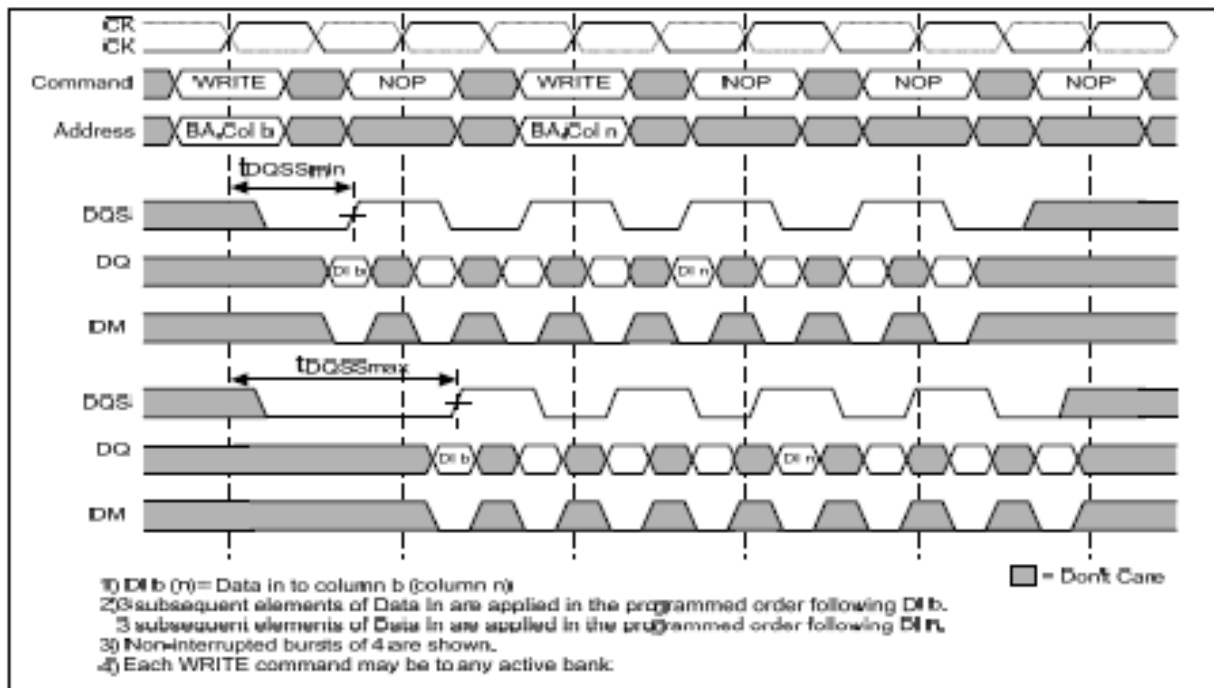 CK
CK
Command WRITE NOP WRITE NOP NOP NOP
Address BA,Col b BA,Col n
tDQSSmin
DQS
DQ DI b DI n
DM
tDQSSmax
DQS
DQ DI b DI n
DM
= Don't Care
1) DI b (n) = Data in to column b (column n)
2) 3 subsequent elements of Data In are applied in the programmed order following DI b.
3 subsequent elements of Data In are applied in the programmed order following DI n.
3) Non-interrupted bursts of 4 are shown.
4) Each WRITE command may be to any active bank